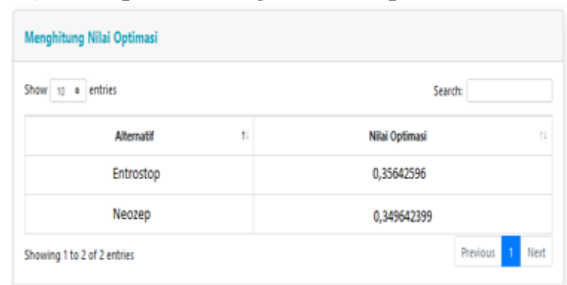 Menghitung Nilai Optimasi
Show 10 entries
Search:
Alternatif
Nilai Optimasi
Entrostop
0,35642596
Neozep
0,349642399
Showing 1 to 2 of 2 entries
Previous 1 Next